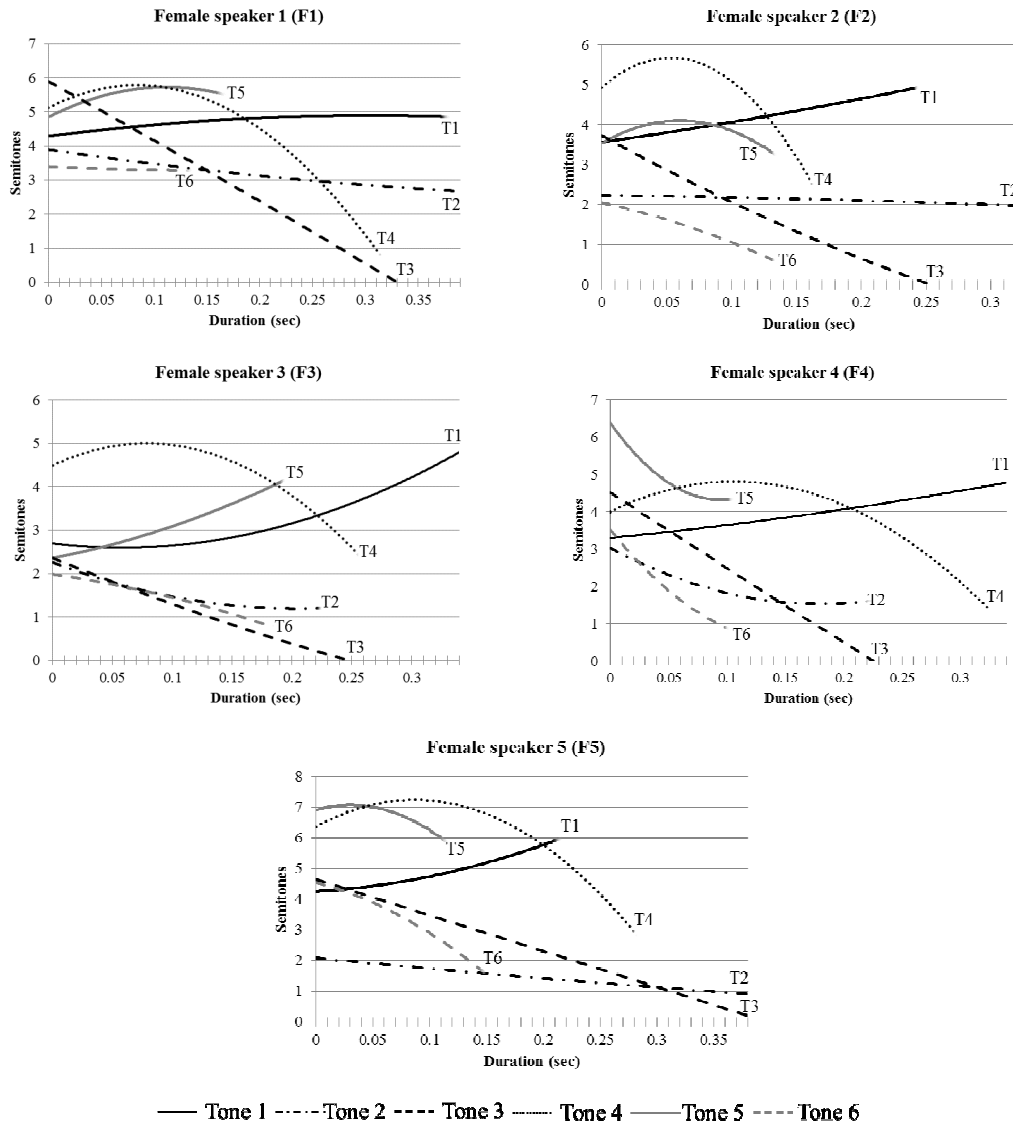 Female speaker 1 (F1)
7
6
5
4
3
2
1
0
Semitones
T5
T1
T6
T2
T4
T3
0 0.05 0.1 0.15 0.2 0.25 0.3 0.35
Duration (sec)
Female speaker 2 (F2)
6
5
4
3
2
1
0
Semitones
T1
T5
T4
T2
T6
T3
0 0.05 0.1 0.15 0.2 0.25 0.3
Duration (sec)
Female speaker 3 (F3)
6
5
4
3
2
1
0
Semitones
T1
T5
T4
T2
T6
T3
0 0.05 0.1 0.15 0.2 0.25 0.3
Duration (sec)
Female speaker 4 (F4)
7
6
5
4
3
2
1
0
Semitones
T1
T5
T4
T2
T6
T3
0 0.05 0.1 0.15 0.2 0.25 0.3
Duration (sec)
Female speaker 5 (F5)
8
7
6
5
4
3
2
1
0
Semitones
T1
T5
T4
T6
T2
T3
0 0.05 0.1 0.15 0.2 0.25 0.3 0.35
Duration (sec)
Tone 1 Tone 2 Tone 3 Tone 4 Tone 5 Tone 6